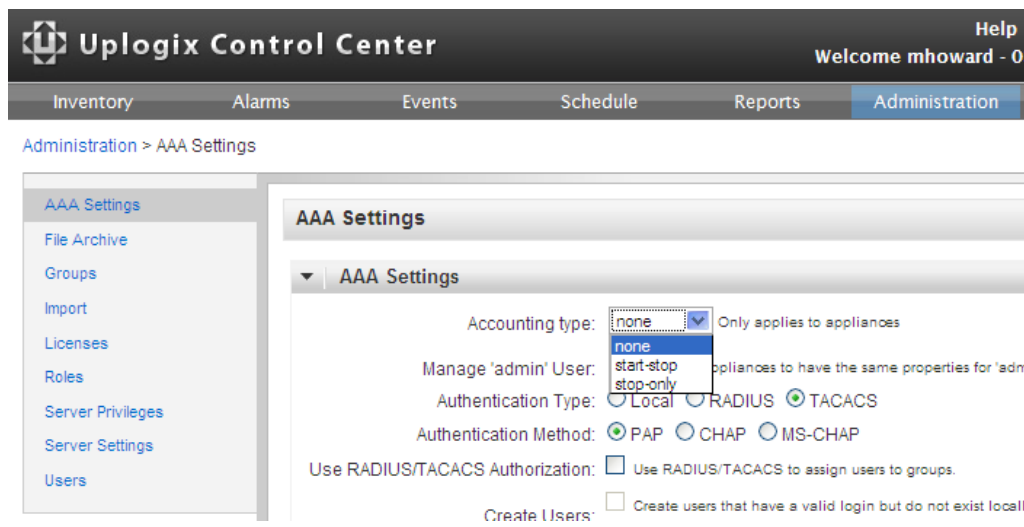 Uplogix Control Center
Help
Welcome mhoward - 0
Inventory Alarms Events Schedule Reports Administration
Administration > AAA Settings
AAA Settings
File Archive
Groups
Import
Licenses
Roles
Server Privileges
Server Settings
Users
AAA Settings
AAA Settings
Accounting type: none Only applies to appliances
none
start-stop
stop-only
Manage 'admin' User: to have the same properties for
Authentication Type: Local RADIUS TACACS
Authentication Method: PAP CHAP MS-CHAP
Use RADIUS/TACACS Authorization: Use RADIUS/TACACS to assign users to groups.
Create Users: Create users that have a valid login but do not exist